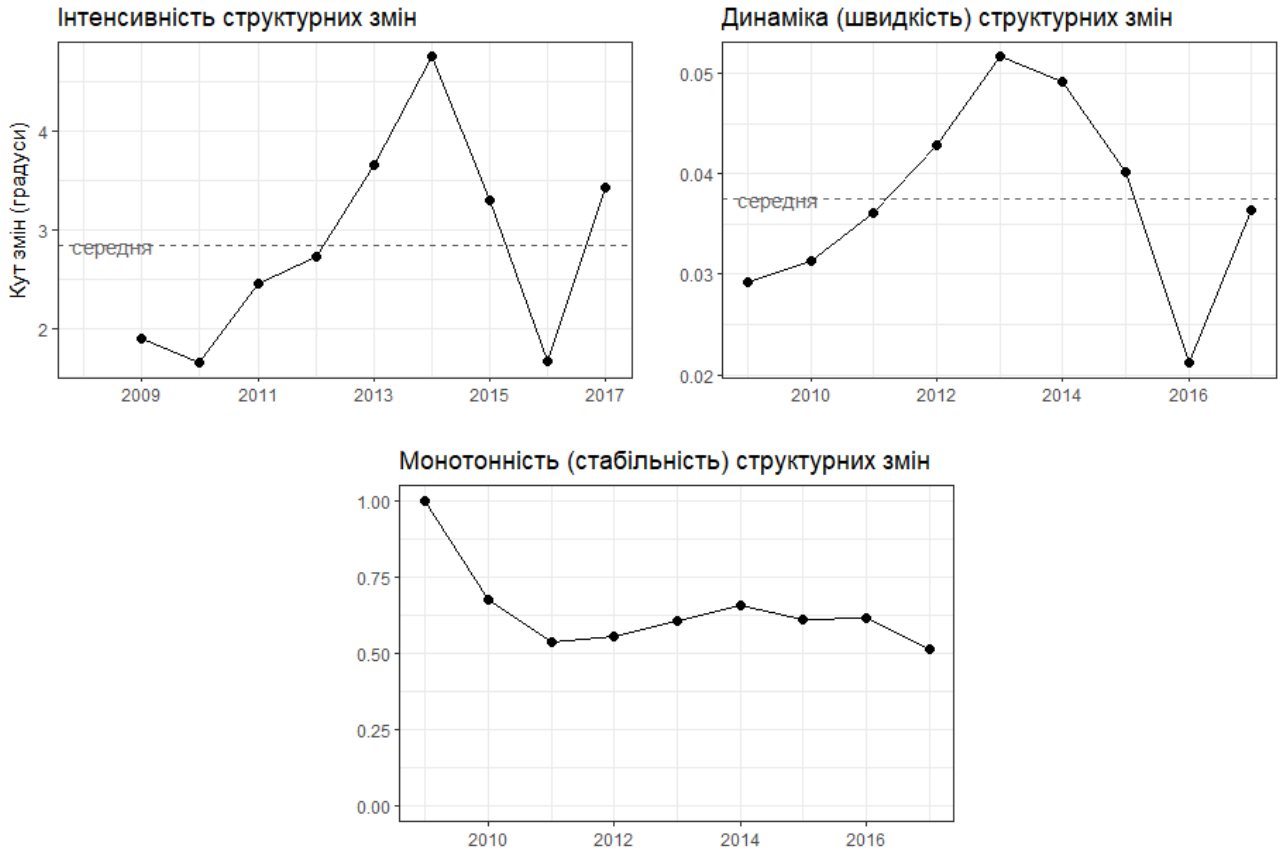 Інтенсивність структурних змін
Кут змін (градуси)
4
3
2
середня
2009 2011 2013 2015 2017
Динаміка (швидкість) структурних змін
0.05
0.04
0.03
0.02
середня
2010 2012 2014 2016
Монотонність (стабільність) структурних змін
1.00
0.75
0.50
0.25
0.00
2010 2012 2014 2016